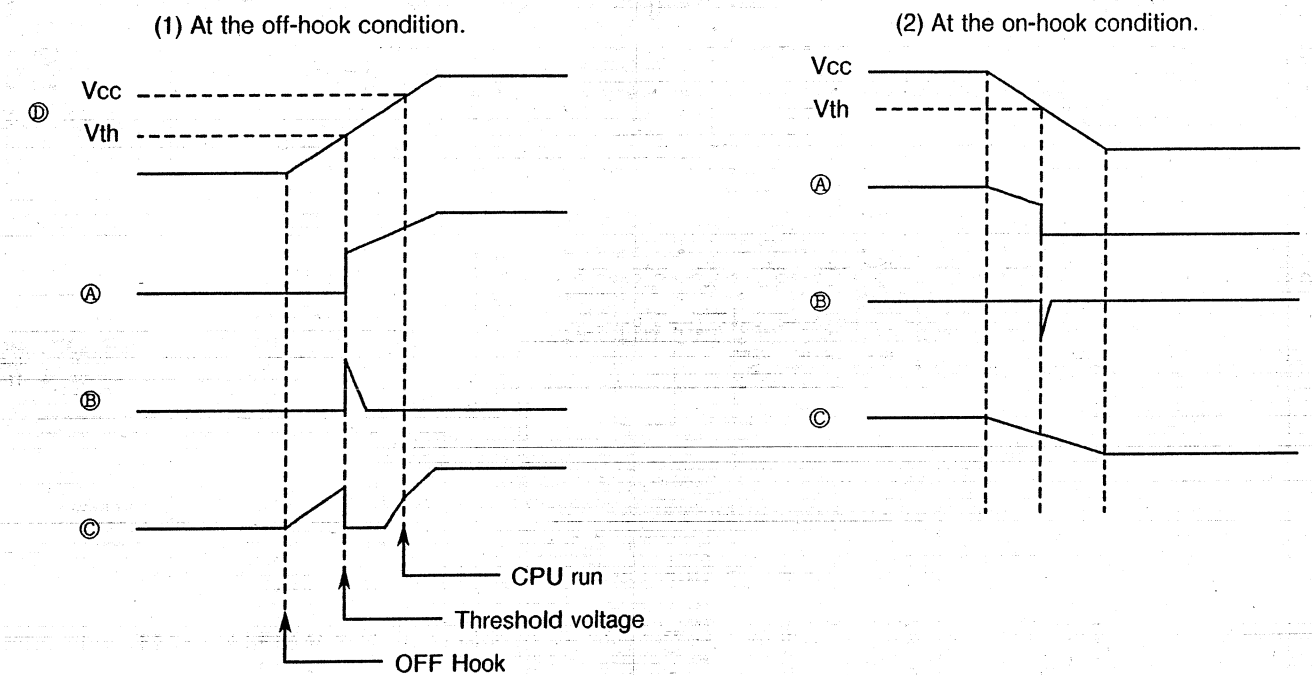 (1) At the off-hook condition.
Vcc
Ⓓ
Vth
Ⓐ
Ⓑ
Ⓒ
CPU run
Threshold voltage
OFF Hook
(2) At the on-hook condition.
Vcc
Vth
Ⓐ
Ⓑ
Ⓒ